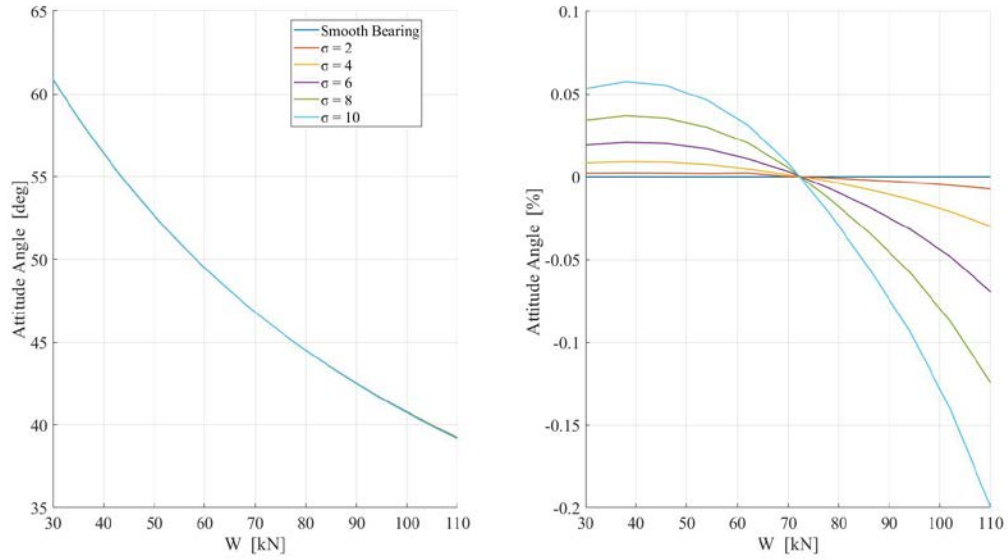 65
60
55
50
45
40
35
Attitude Angle [deg]
30 40 50 60 70 80 90 100 110
W [kN]
Smooth Bearing
σ = 2
σ = 4
σ = 6
σ = 8
σ = 10
0.1
0.05
0
-0.05
-0.1
-0.15
-0.2
Attitude Angle [%]
30 40 50 60 70 80 90 100 110
W [kN]